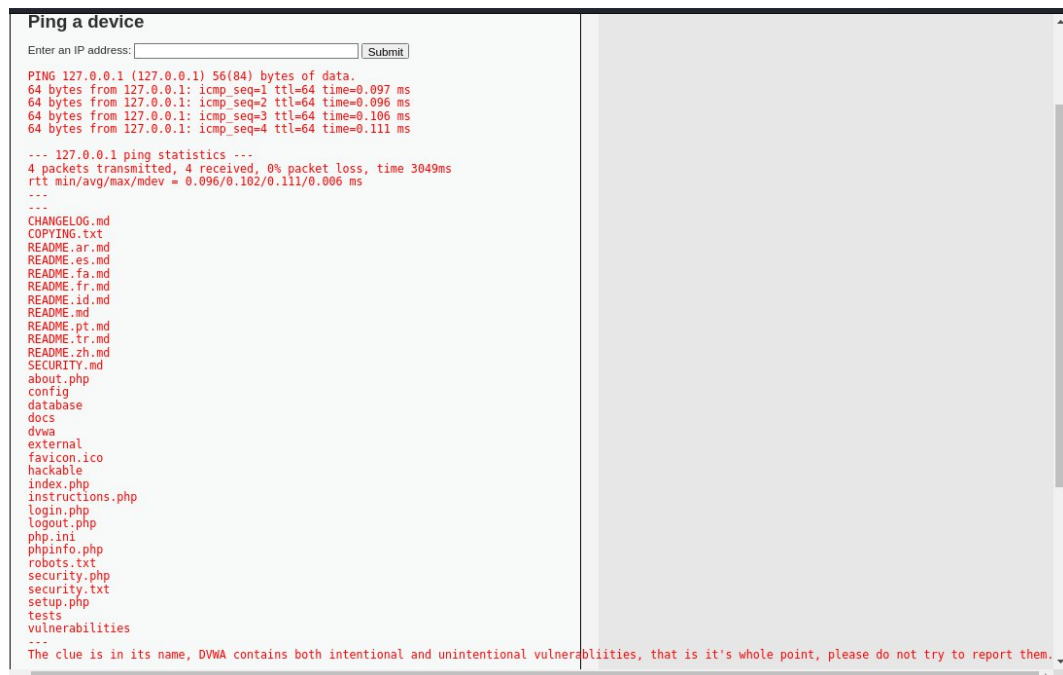 Ping a device
Enter an IP address: Submit
PING 127.0.0.1 (127.0.0.1) 56(84) bytes of data.
64 bytes from 127.0.0.1: icmp_seq=1 ttl=64 time=0.097 ms
64 bytes from 127.0.0.1: icmp_seq=2 ttl=64 time=0.096 ms
64 bytes from 127.0.0.1: icmp_seq=3 ttl=64 time=0.106 ms
64 bytes from 127.0.0.1: icmp_seq=4 ttl=64 time=0.111 ms
--- 127.0.0.1 ping statistics ---
4 packets transmitted, 4 received, 0% packet loss, time 3049ms
rtt min/avg/max/mdev = 0.096/0.102/0.111/0.006 ms
---
---
CHANGELOG.md
COPYING.txt
README.ar.md
README.es.md
README.fa.md
README.fr.md
README.id.md
README.md
README.pt.md
README.tr.md
README.zh.md
SECURITY.md
about.php
config
database
docs
dvwa
external
favicon.ico
hackable
index.php
instructions.php
login.php
logout.php
php.ini
phpinfo.php
robots.txt
security.php
security.txt
setup.php
tests
vulnerabilities
---
The clue is in its name, DVWA contains both intentional and unintentional vulnerabliities, that is it's whole point, please do not try to report them.